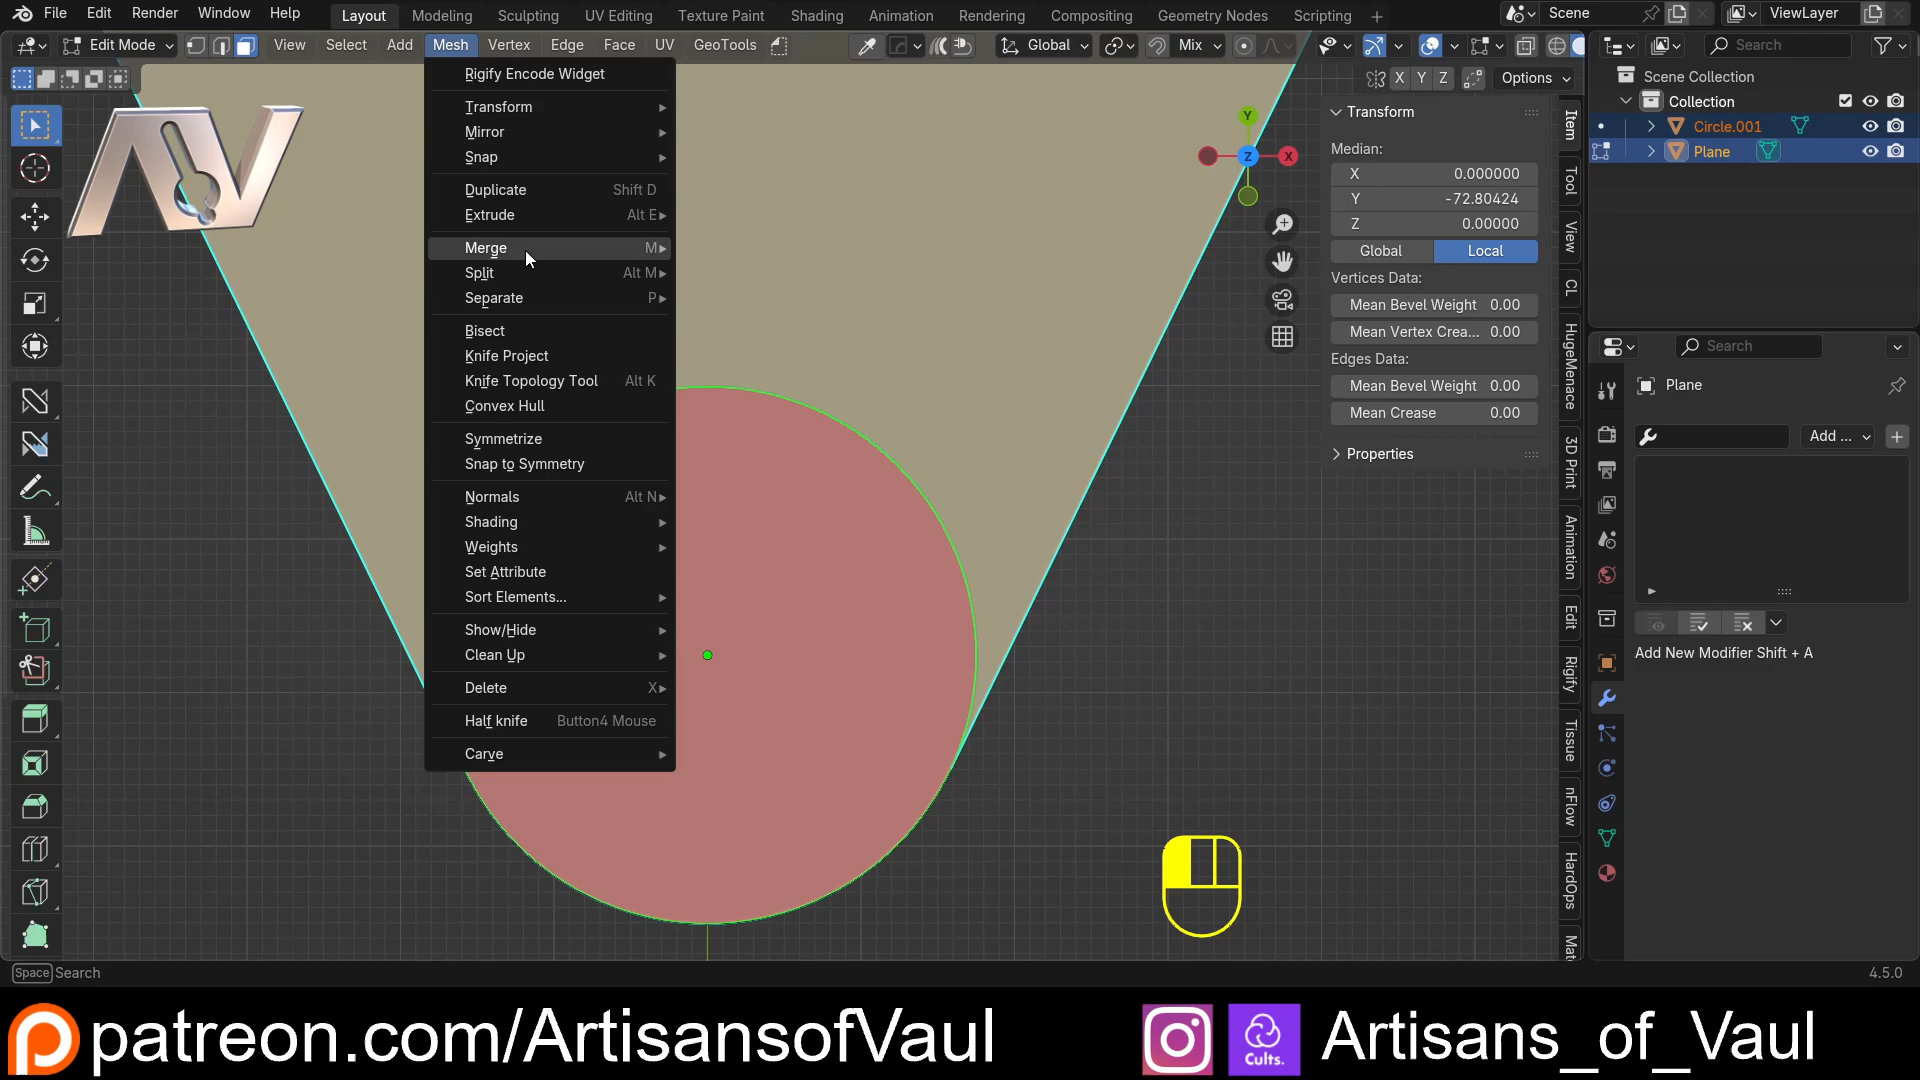 File Edit Render Window Help Layout Modeling Sculpting UV Editing Texture Paint Shading Animation Rendering Compositing Geometry Nodes Scripting + Scene ViewLayer
Edit Mode View Select Add Mesh Vertex Edge Face UV GeoTools Global Mix Search
X Y Z Options
Rigify Encode Widget
Transform
Mirror
Snap
Duplicate Shift D
Extrude Alt E
Merge M
Split Alt M
Separate P
Bisect
Knife Project
Knife Topology Tool Alt K
Convex Hull
Symmetrize
Snap to Symmetry
Normals Alt N
Shading
Weights
Set Attribute
Sort Elements...
Show/Hide
Clean Up
Delete X
Half knife Button4 Mouse
Carve
AV
Y
Z X
Transform
Median:
X 0.000000
Y -72.80424
Z 0.00000
Global Local
Vertices Data:
Mean Bevel Weight 0.00
Mean Vertex Crea... 0.00
Edges Data:
Mean Bevel Weight 0.00
Mean Crease 0.00
Properties
Item
Tool
View
CL
HugeMenace
3D Print
Animation
Edit
Rigify
Tissue
nFlow
HardOps
Mat
Scene Collection
Collection
Circle.001
Plane
Search
Plane
Add ...
Add New Modifier Shift + A
Space Search 4.5.0
patreon.com/ArtisansofVaul Cults. Artisans_of_Vaul